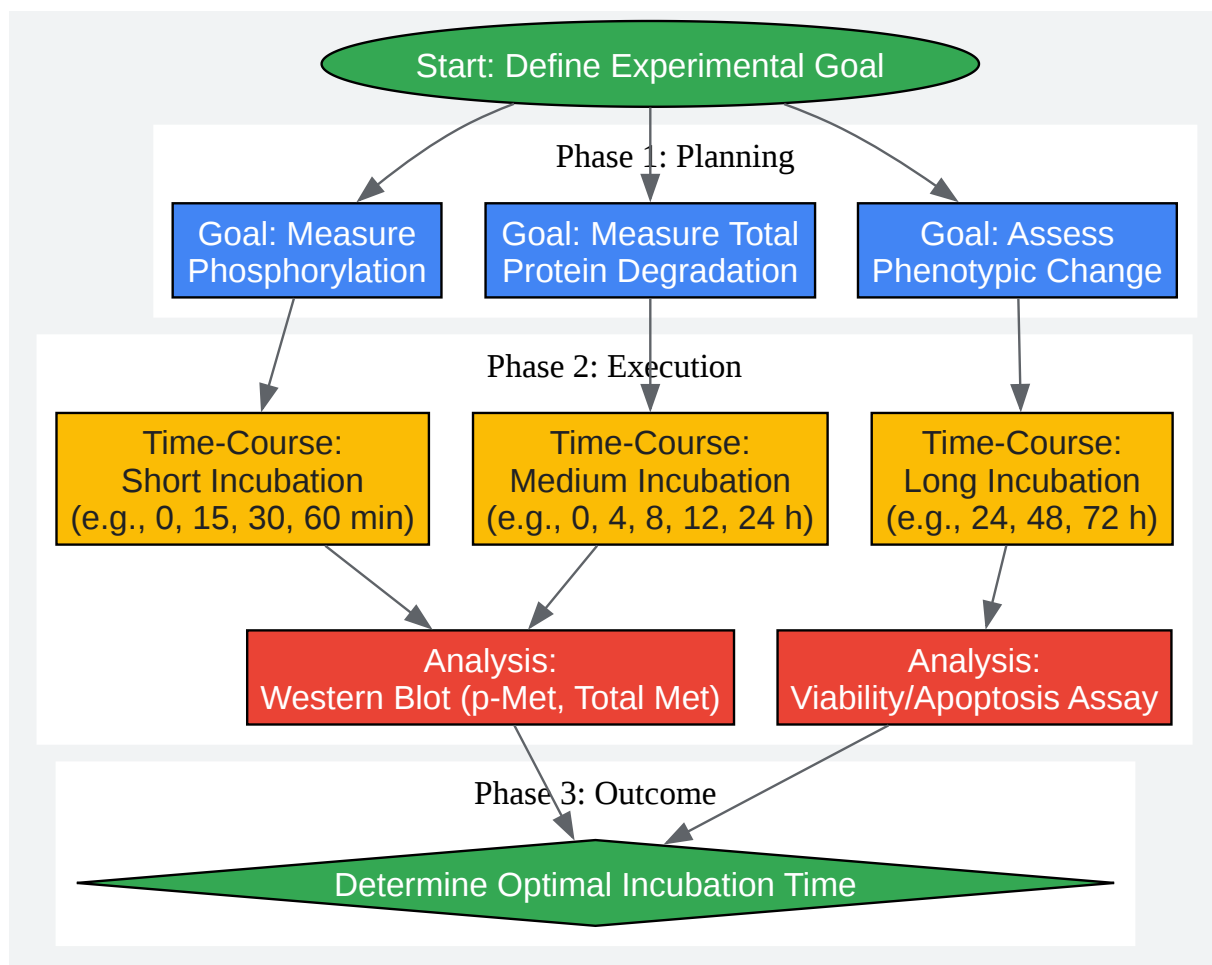 Start: Define Experimental Goal
Phase 1: Planning
Goal: Measure
Phosphorylation
Goal: Measure Total
Protein Degradation
Goal: Assess
Phenotypic Change
Phase 2: Execution
Time-Course:
Short Incubation
(e.g., 0, 15, 30, 60 min)
Time-Course:
Medium Incubation
(e.g., 0, 4, 8, 12, 24 h)
Time-Course:
Long Incubation
(e.g., 24, 48, 72 h)
Analysis:
Western Blot (p-Met, Total Met)
Analysis:
Viability/Apoptosis Assay
Phase 3: Outcome
Determine Optimal Incubation Time